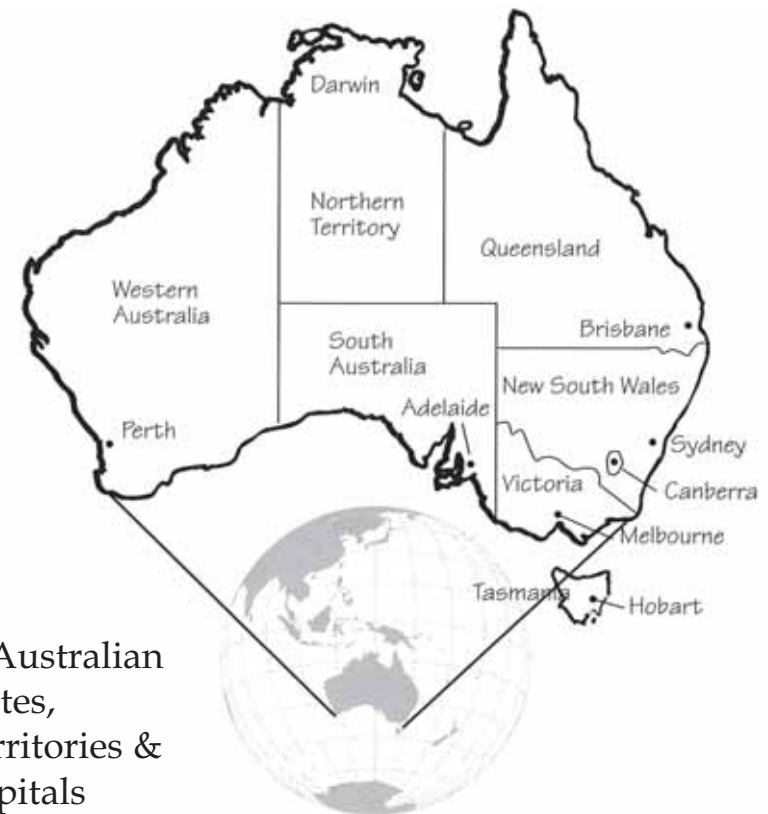 Darwin
Northern
Territory
Queensland
Western
Australia
Brisbane
South
Australia
New South Wales
Adelaide
Perth
Sydney
Victoria
Canberra
Melbourne
Tasmania
Hobart
Australian
tes,
rritories &
pitals